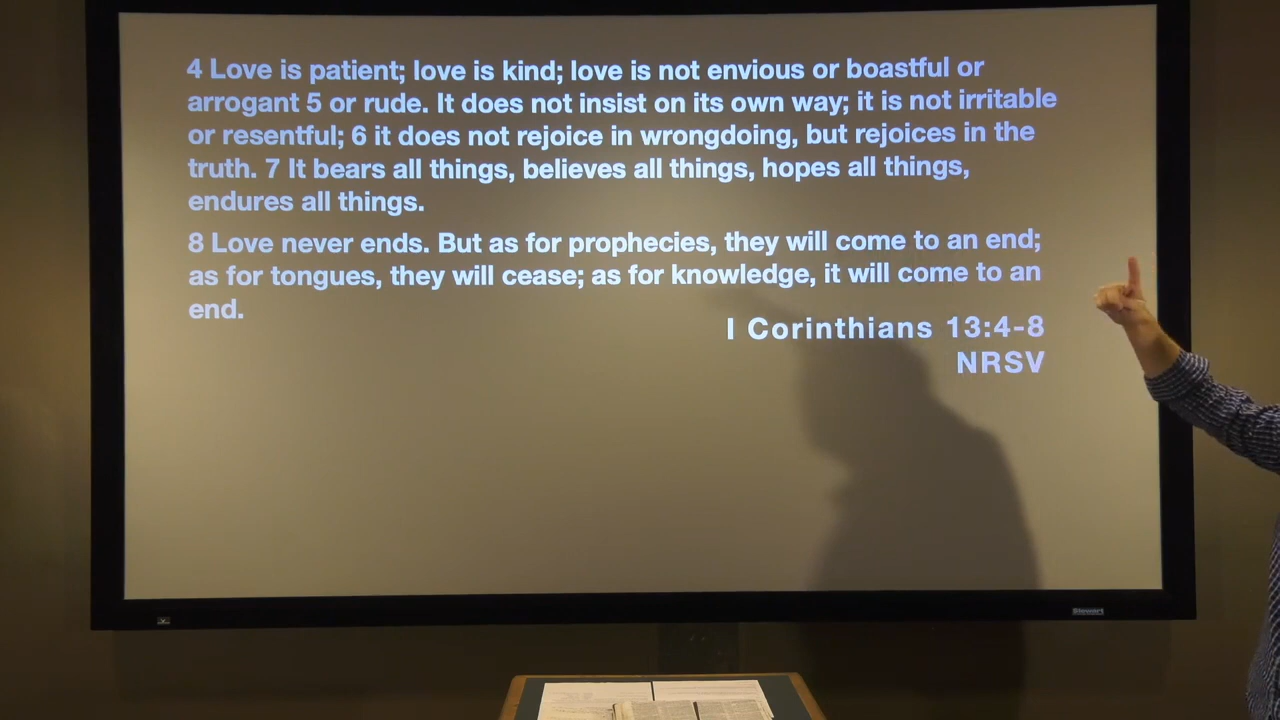 4 Love is patient; love is kind; love is not envious or boastful or
arrogant 5 or rude. It does not insist on its own way; it is not irritable
or resentful; 6 it does not rejoice in wrongdoing, but rejoices in the
truth. 7 It bears all things, believes all things, hopes all things,
endures all things.
8 Love never ends. But as for prophecies, they will come to an end;
as for tongues, they will cease; as for knowledge, it will come to an
end.
I Corinthians 13:4-8
NRSV
Stewart